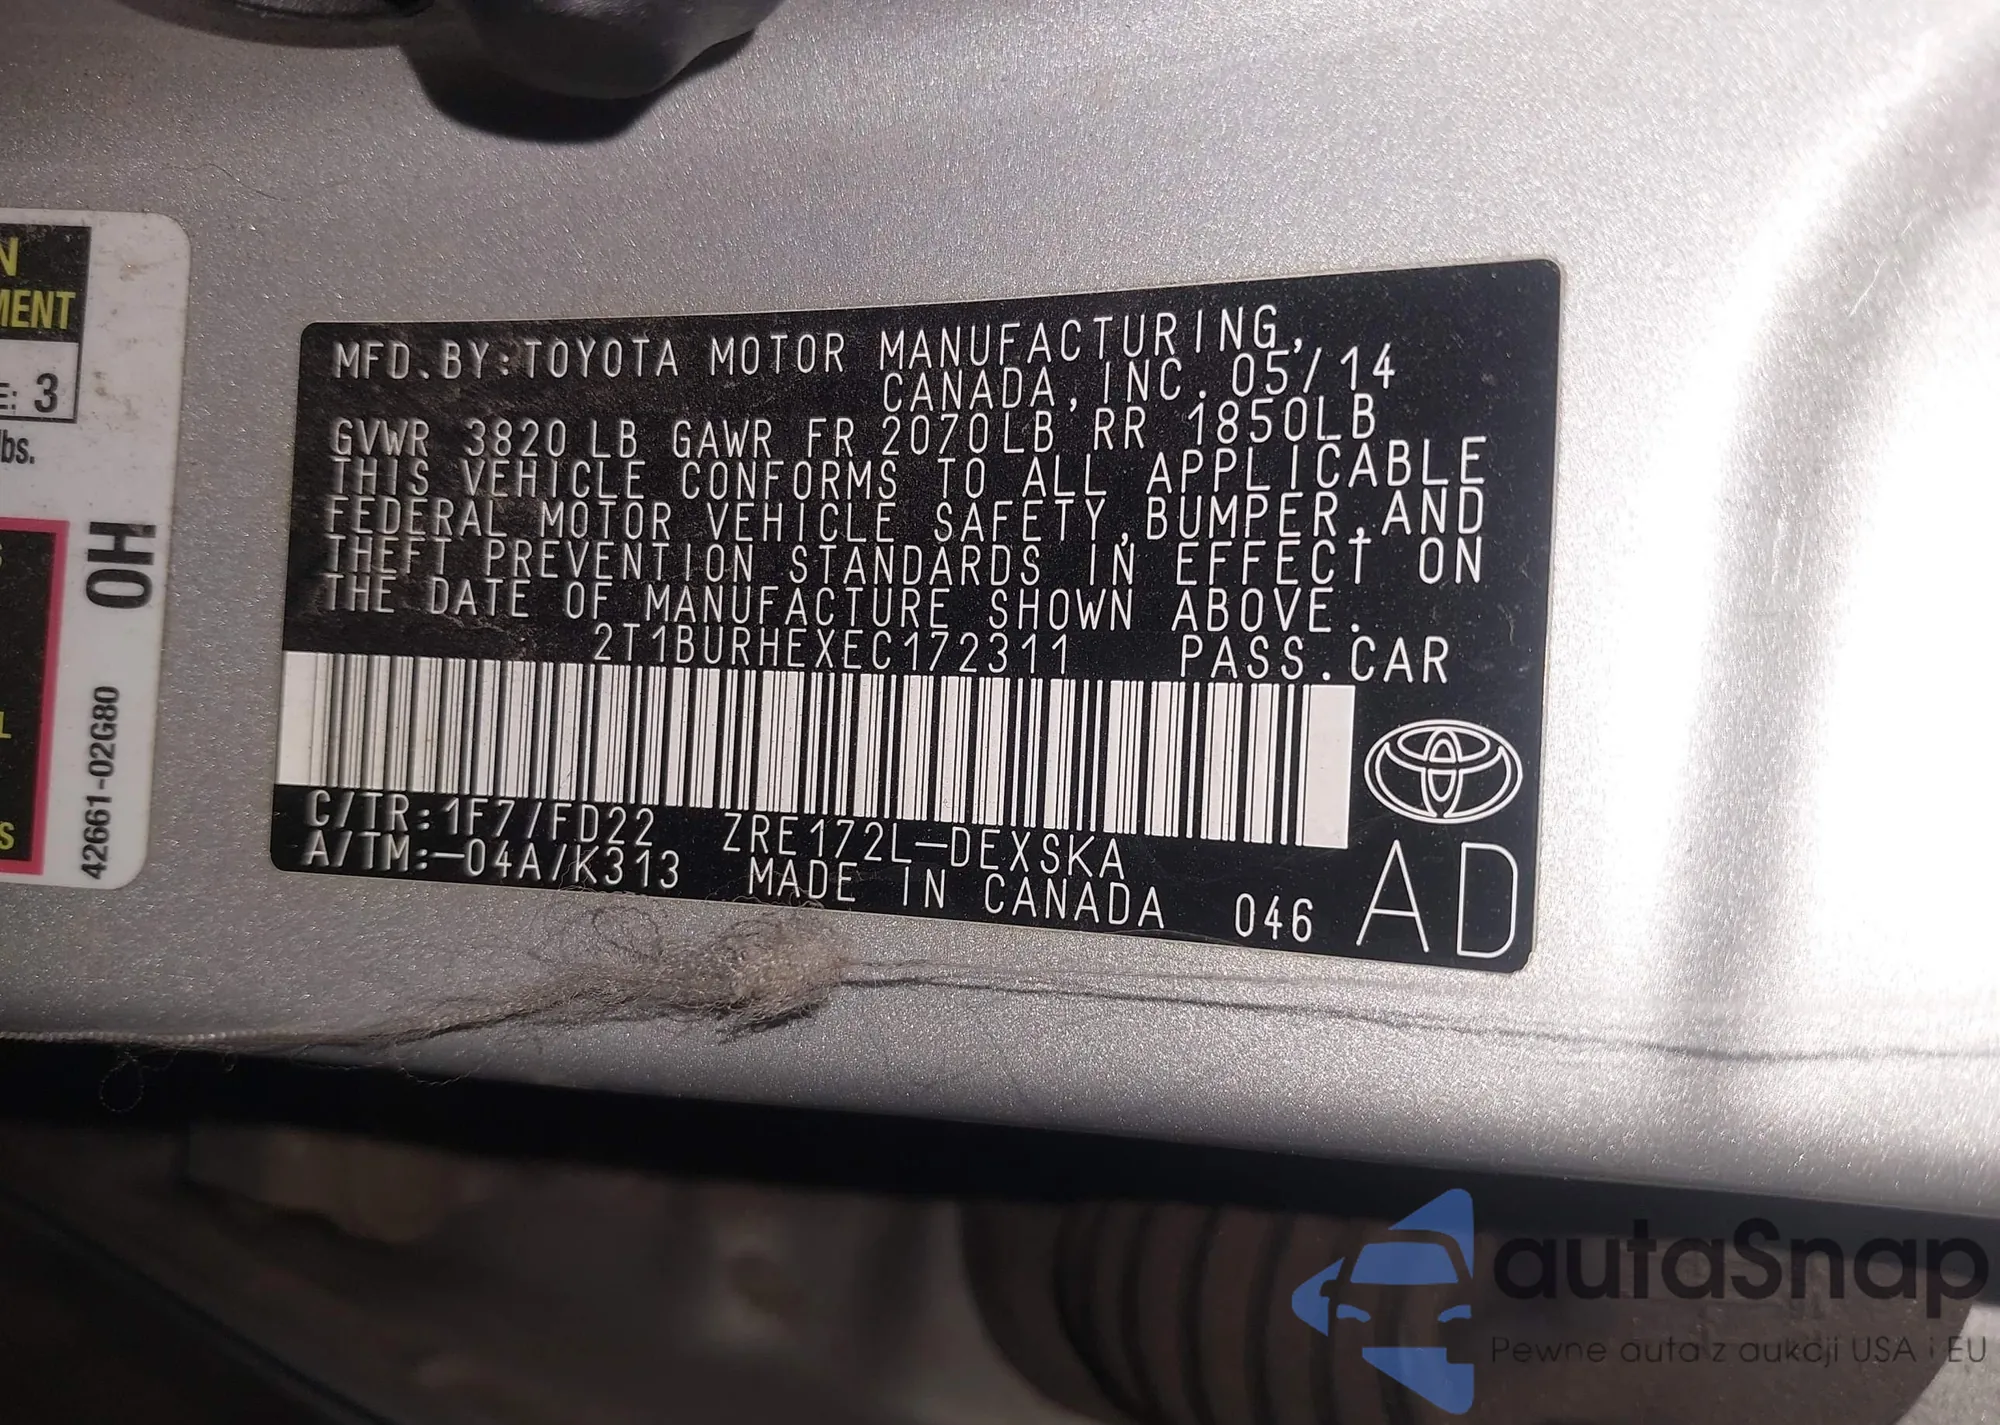 N
MENT
E: 3
lbs.
OH
L
S
42661-02G80
MFD.BY:TOYOTA MOTOR MANUFACTURING,
CANADA,INC.05/14
GVWR 3820LB GAWR FR 2070LB RR 1850LB
THIS VEHICLE CONFORMS TO ALL APPLICABLE
FEDERAL MOTOR VEHICLE SAFETY,BUMPER,AND
THEFT PREVENTION STANDARDS IN EFFECT ON
THE DATE OF MANUFACTURE SHOWN ABOVE.
2T1BURHEXEC172311 PASS.CAR
C/TR:1F7/FD22 ZRE172L-DEXSKA
A/TM:-04A/K313 MADE IN CANADA 046
AD
autaSnap
Pewne auta z aukcji USA i EU